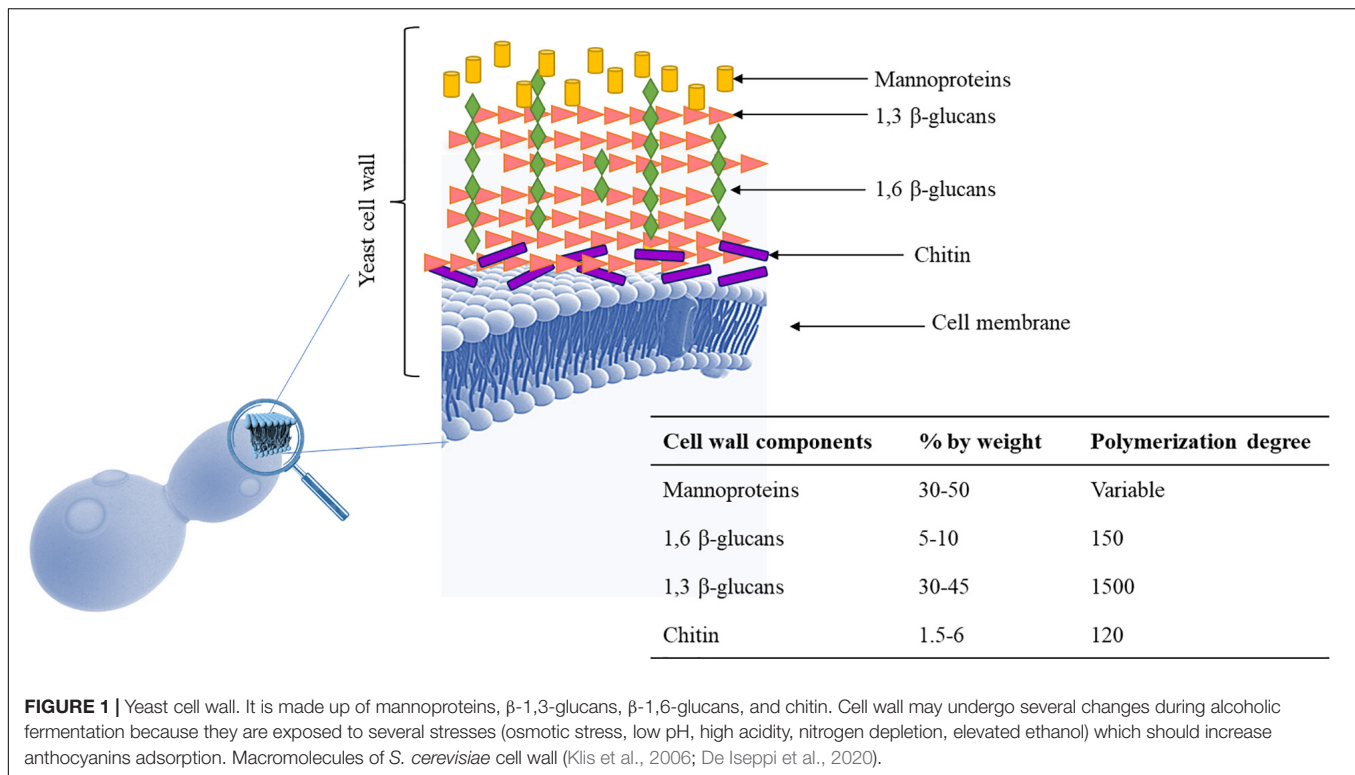 Yeast cell wall
Mannoproteins
1,3 β-glucans
1,6 β-glucans
Chitin
Cell membrane
Cell wall components % by weight Polymerization degree
Mannoproteins 30-50 Variable
1,6 β-glucans 5-10 150
1,3 β-glucans 30-45 1500
Chitin 1.5-6 120
FIGURE 1 | Yeast cell wall. It is made up of mannoproteins, β-1,3-glucans, β-1,6-glucans, and chitin. Cell wall may undergo several changes during alcoholic
fermentation because they are exposed to several stresses (osmotic stress, low pH, high acidity, nitrogen depletion, elevated ethanol) which should increase
anthocyanins adsorption. Macromolecules of S. cerevisiae cell wall (Klis et al., 2006; De Iseppi et al., 2020).